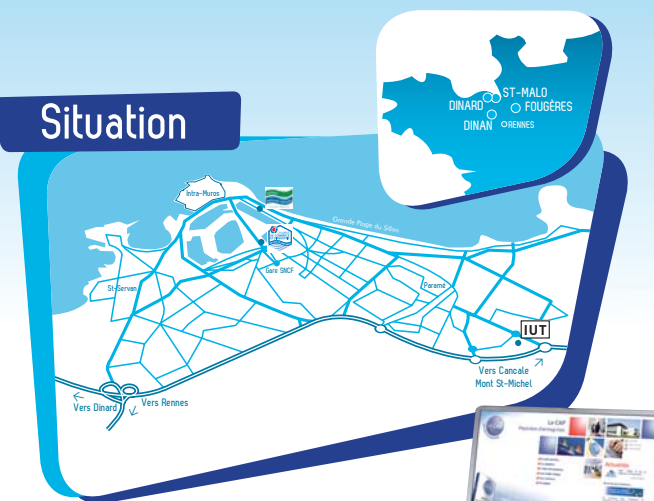 Situation
ST-MALO
DINARD
FOUGÈRES
DINAN
RENNES
Intra-Muros
Grande Plage du Sillon
Gare SNCF
St-Servan
Paramé
IUT
Vers Cancale
Mont St-Michel
Vers Dinard
Vers Rennes
La CAF
Actualités